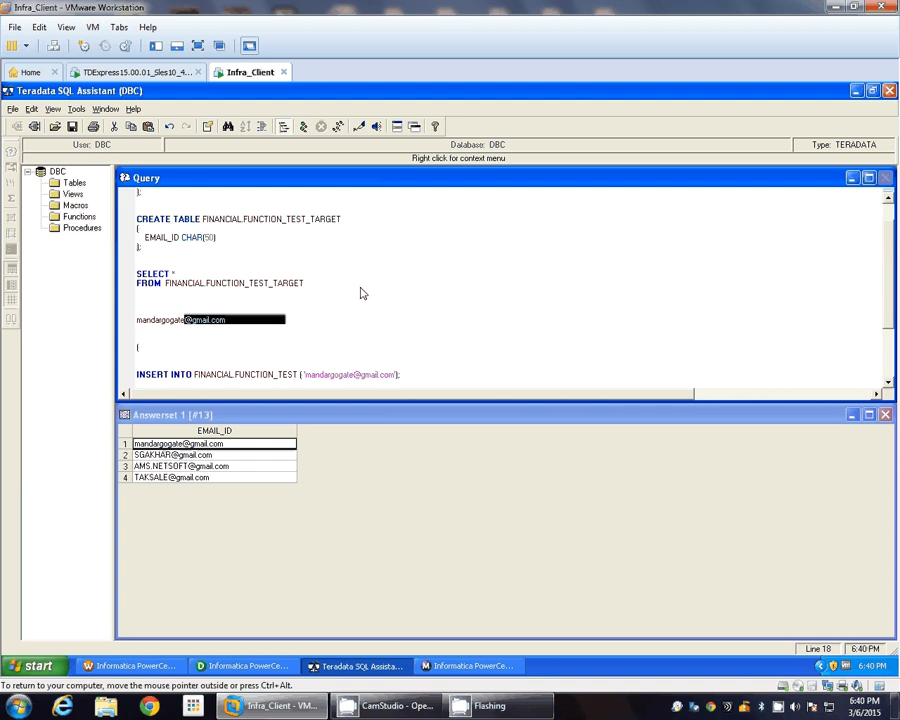 Infra_Client - VMware Workstation
File Edit View VM Tabs Help
Home TDExpress15.00.01_Sles10_4... Infra_Client
Teradata SQL Assistant (DBC)
File Edit View Tools Window Help
User: DBC Database: DBC Type: TERADATA
Right click for context menu
DBC
Tables
Views
Macros
Functions
Procedures
Query
);
CREATE TABLE FINANCIAL.FUNCTION_TEST_TARGET
(
EMAIL_ID CHAR(50)
);
SELECT *
FROM FINANCIAL.FUNCTION_TEST_TARGET
mandargogate@gmail.com
(
INSERT INTO FINANCIAL.FUNCTION_TEST ( 'mandargogate@gmail.com');
Answerset 1 [#13]
EMAIL_ID
1 mandargogate@gmail.com
2 SGAKHAR@gmail.com
3 AMS.NETSOFT@gmail.com
4 TAKSALE@gmail.com
Line 18 6:40 PM
start Informatica PowerCe... Informatica PowerCe... Teradata SQL Assista... Informatica PowerCe... 6:40 PM
To return to your computer, move the mouse pointer outside or press Ctrl+Alt.
Infra_Client - VM... CamStudio - Ope... Flashing
6:40 PM
3/6/2015